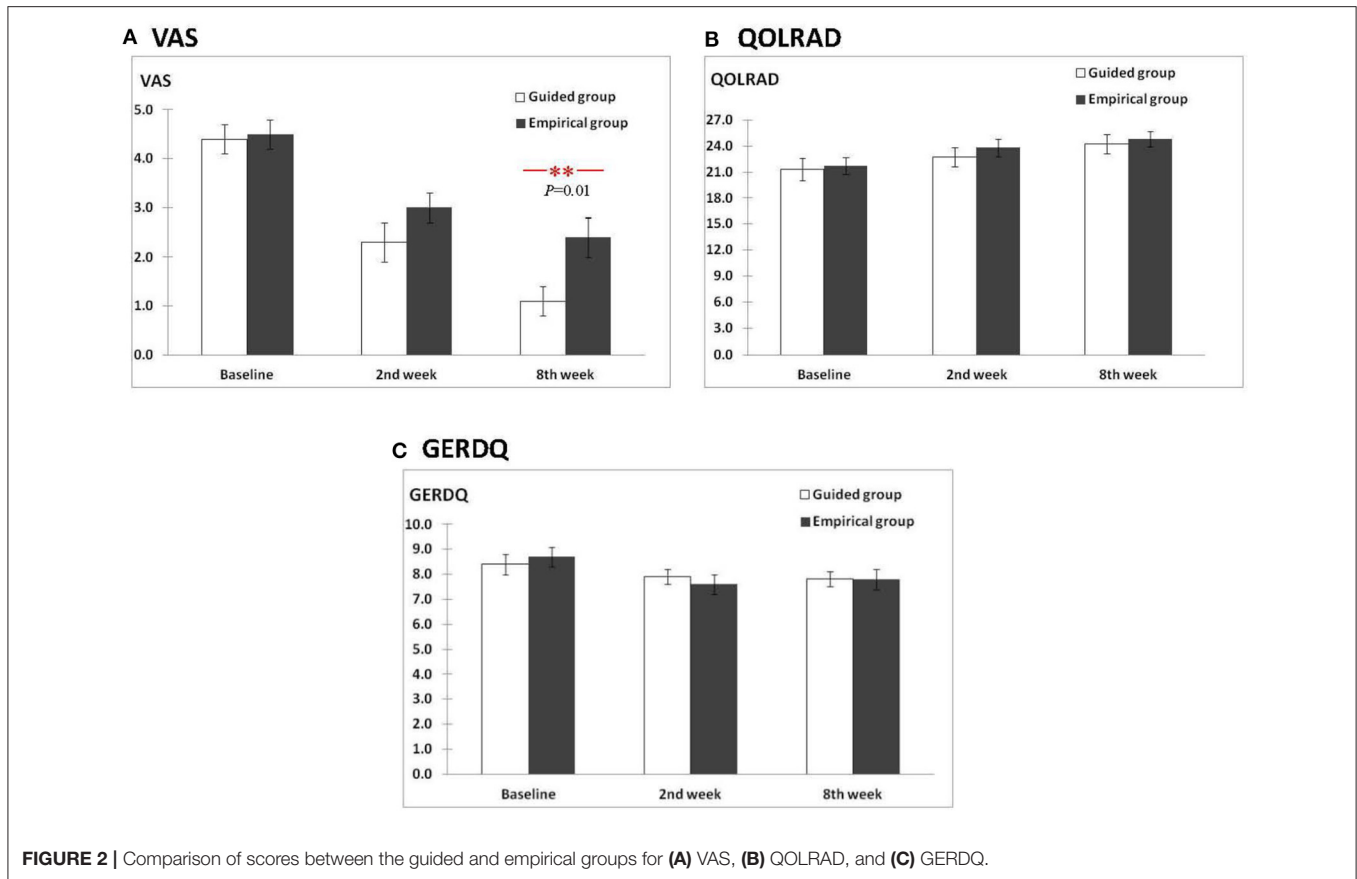 A VAS
VAS
Guided group
Empirical group
5.0
4.0
3.0
2.0
1.0
0.0
**
P=0.01
Baseline 2nd week 8th week
B QOLRAD
QOLRAD
Guided group
Empirical group
27.0
24.0
21.0
18.0
15.0
12.0
9.0
6.0
3.0
0.0
Baseline 2nd week 8th week
C GERDQ
GERDQ
Guided group
Empirical group
10.0
9.0
8.0
7.0
6.0
5.0
4.0
3.0
2.0
1.0
0.0
Baseline 2nd week 8th week
FIGURE 2 | Comparison of scores between the guided and empirical groups for (A) VAS, (B) QOLRAD, and (C) GERDQ.